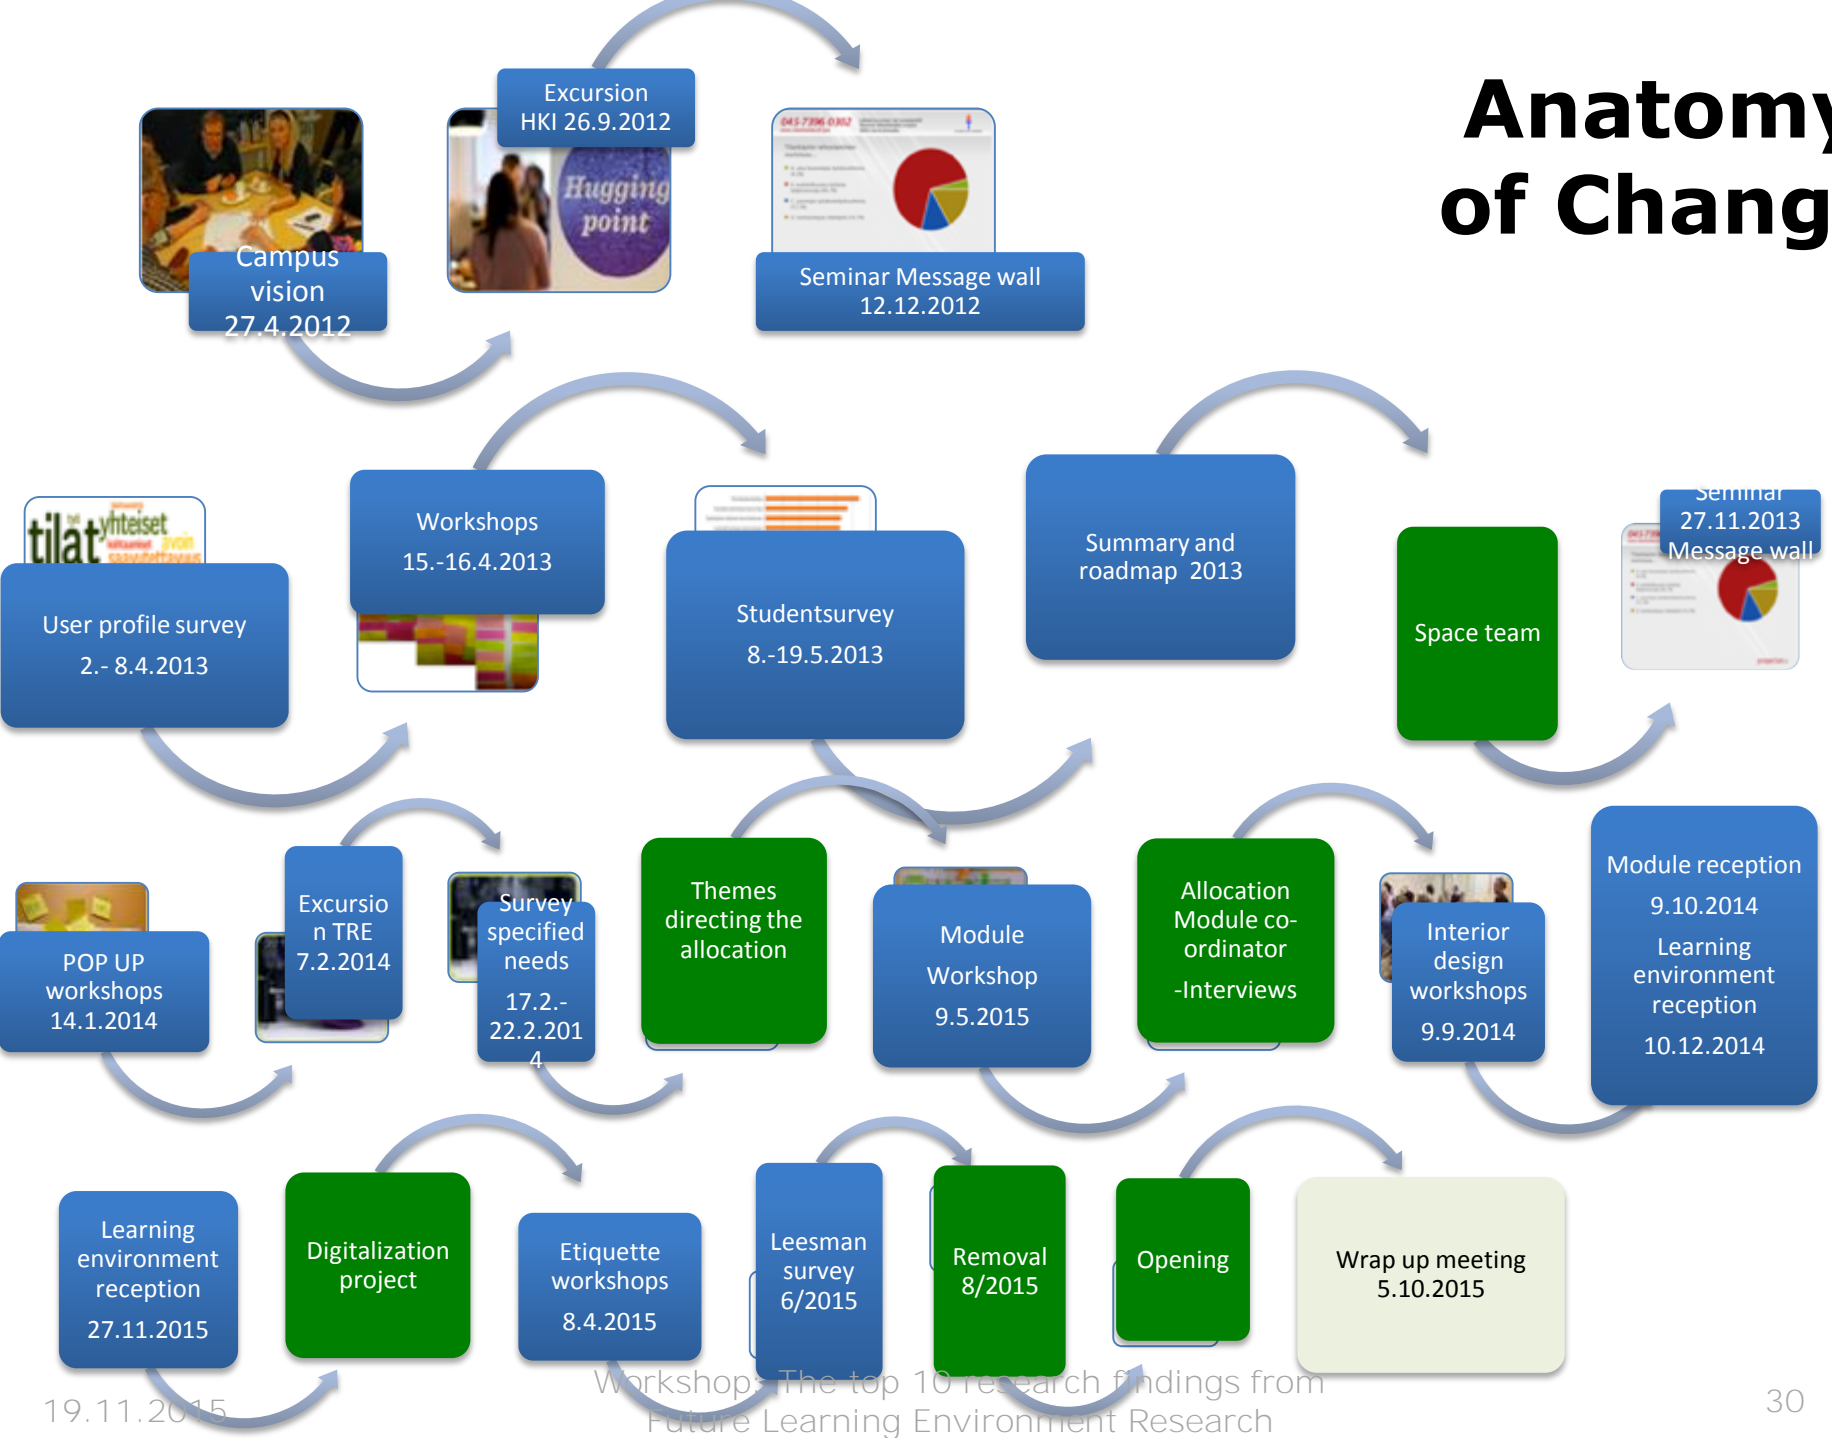 Anatomy
of Chang
Excursion
HKI 26.9.2012
Hugging
point
045-7396 0302
Campus
vision
27.4.2012
Seminar Message wall
12.12.2012
tilat yhteiset
avoin
saavutettavuus
User profile survey
2.- 8.4.2013
Workshops
15.-16.4.2013
Studentsurvey
8.-19.5.2013
Summary and
roadmap 2013
Space team
Seminar
27.11.2013
Message wall
POP UP
workshops
14.1.2014
Excursio
n TRE
7.2.2014
Survey
specified
needs
17.2.-
22.2.201
4
Themes
directing the
allocation
Module
Workshop
9.5.2015
Allocation
Module co-
ordinator
-Interviews
Interior
design
workshops
9.9.2014
Module reception
9.10.2014
Learning
environment
reception
10.12.2014
Learning
environment
reception
27.11.2015
Digitalization
project
Etiquette
workshops
8.4.2015
Leesman
survey
6/2015
Removal
8/2015
Opening
Wrap up meeting
5.10.2015
19.11.2015
Workshop: The top 10 research findings from
Future Learning Environment Research
30